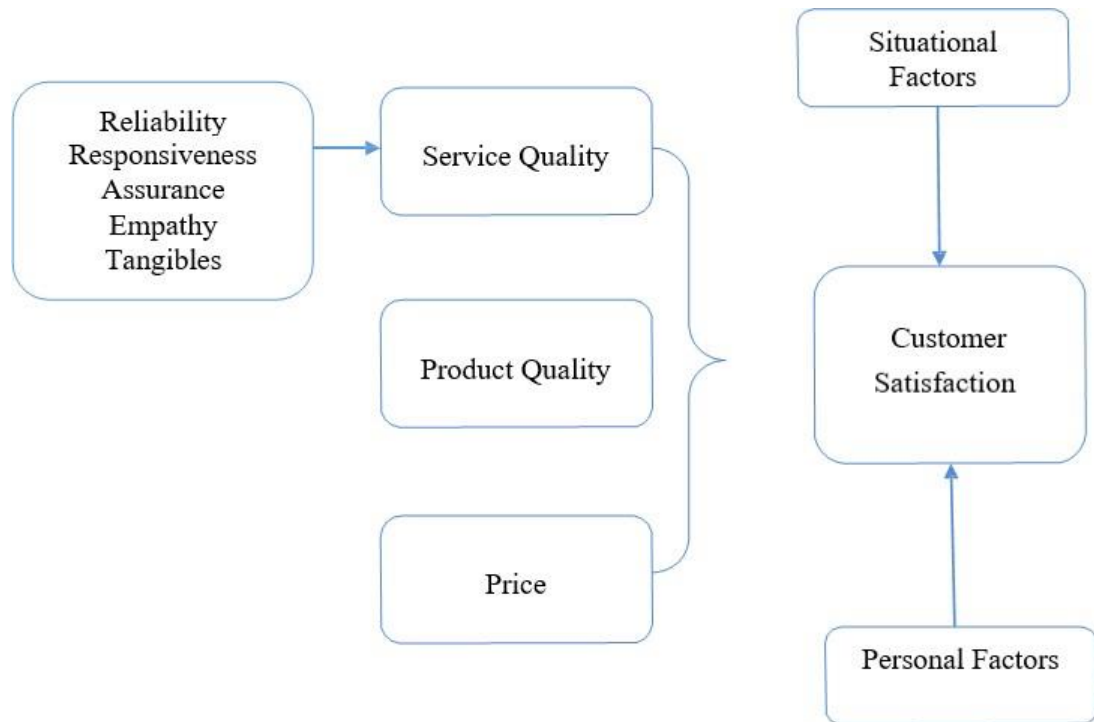 Reliability
Responsiveness
Assurance
Empathy
Tangibles
Service Quality
Product Quality
Price
Situational
Factors
Customer
Satisfaction
Personal Factors